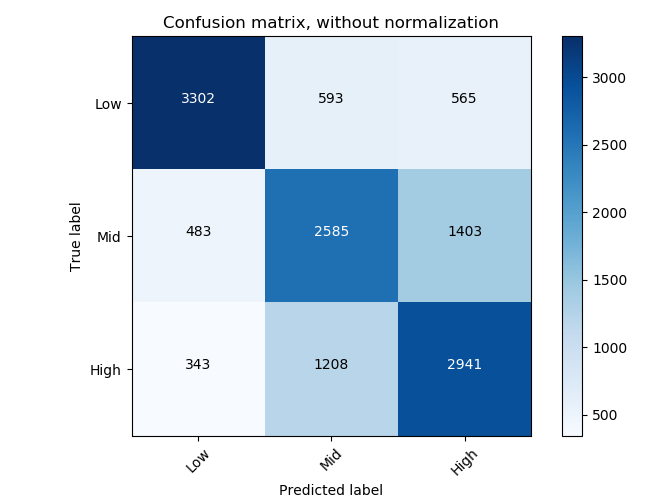 Confusion matrix, without normalization
Low 3302 593 565
Mid 483 2585 1403
High 343 1208 2941
Low Mid High
True label
Predicted label
3000
2500
2000
1500
1000
500